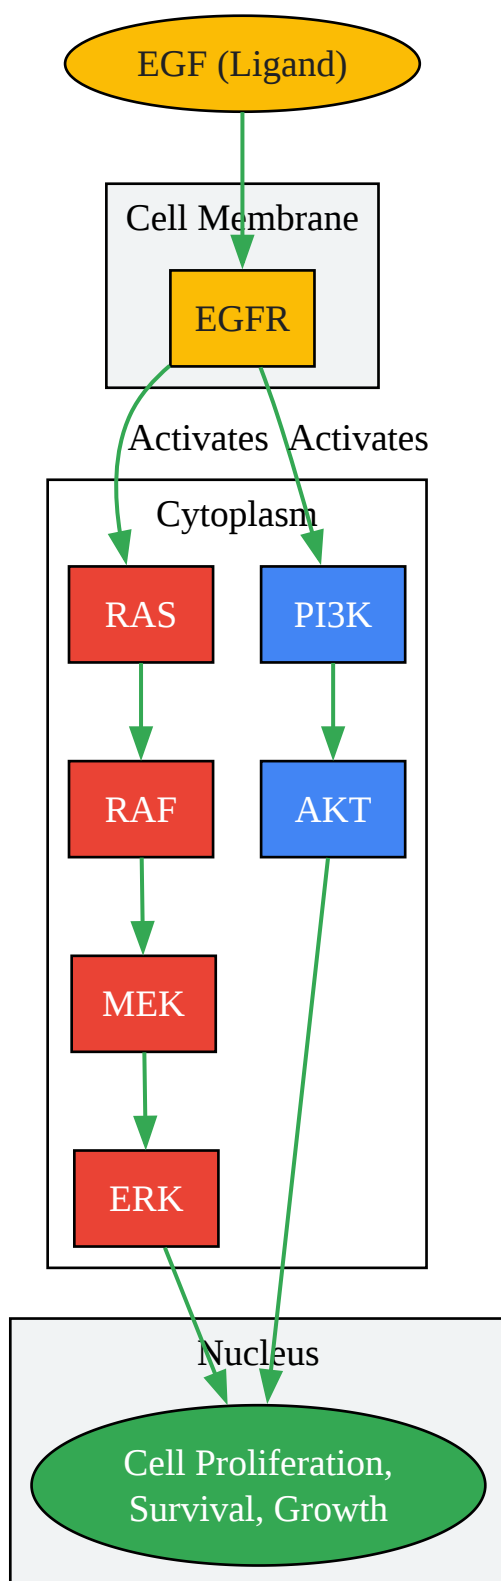 EGF (Ligand)
Cell Membrane
EGFR
Activates Activates
Cytoplasm
RAS PI3K
RAF AKT
MEK
ERK
Nucleus
Cell Proliferation,
Survival, Growth